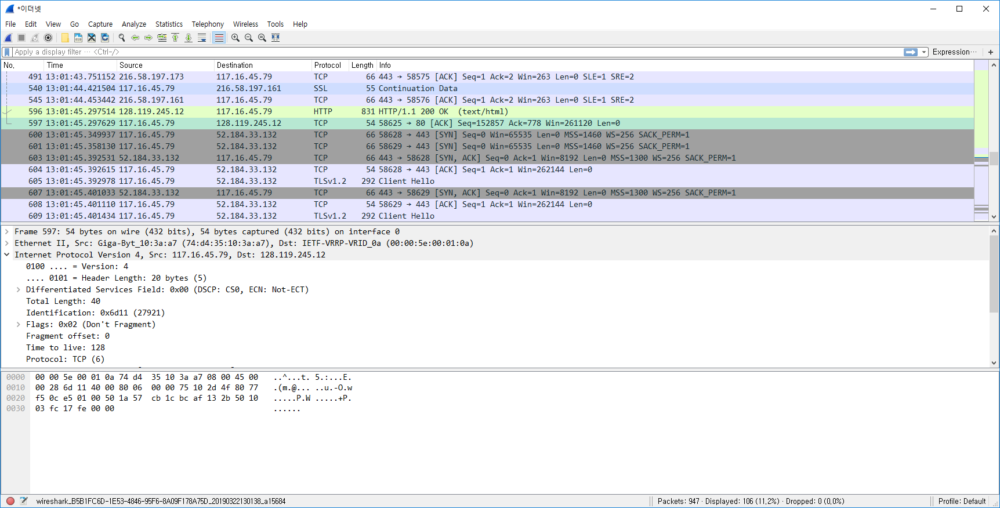 *이더넷
File Edit View Go Capture Analyze Statistics Telephony Wireless Tools Help
Apply a display filter ··· <Ctrl-/> Expression··· +
No. Time Source Destination Protocol Length Info
491 13:01:43.751152 216.58.197.173 117.16.45.79 TCP 66 443 → 58575 [ACK] Seq=1 Ack=2 Win=263 Len=0 SLE=1 SRE=2
540 13:01:44.421504 117.16.45.79 216.58.197.161 SSL 55 Continuation Data
545 13:01:44.453442 216.58.197.161 117.16.45.79 TCP 66 443 → 58576 [ACK] Seq=1 Ack=2 Win=263 Len=0 SLE=1 SRE=2
596 13:01:45.297514 128.119.245.12 117.16.45.79 HTTP 831 HTTP/1.1 200 OK (text/html)
597 13:01:45.297629 117.16.45.79 128.119.245.12 TCP 54 58625 → 80 [ACK] Seq=152857 Ack=778 Win=261120 Len=0
600 13:01:45.349937 117.16.45.79 52.184.33.132 TCP 66 58628 → 443 [SYN] Seq=0 Win=65535 Len=0 MSS=1460 WS=256 SACK_PERM=1
601 13:01:45.358130 117.16.45.79 52.184.33.132 TCP 66 58629 → 443 [SYN] Seq=0 Win=65535 Len=0 MSS=1460 WS=256 SACK_PERM=1
603 13:01:45.392531 52.184.33.132 117.16.45.79 TCP 66 443 → 58628 [SYN, ACK] Seq=0 Ack=1 Win=8192 Len=0 MSS=1300 WS=256 SACK_PERM=1
604 13:01:45.392615 117.16.45.79 52.184.33.132 TCP 54 58628 → 443 [ACK] Seq=1 Ack=1 Win=262144 Len=0
605 13:01:45.392978 117.16.45.79 52.184.33.132 TLSv1.2 292 Client Hello
607 13:01:45.401033 52.184.33.132 117.16.45.79 TCP 66 443 → 58629 [SYN, ACK] Seq=0 Ack=1 Win=8192 Len=0 MSS=1300 WS=256 SACK_PERM=1
608 13:01:45.401110 117.16.45.79 52.184.33.132 TCP 54 58629 → 443 [ACK] Seq=1 Ack=1 Win=262144 Len=0
609 13:01:45.401434 117.16.45.79 52.184.33.132 TLSv1.2 292 Client Hello
Frame 597: 54 bytes on wire (432 bits), 54 bytes captured (432 bits) on interface 0
Ethernet II, Src: Giga-Byt_10:3a:a7 (74:d4:35:10:3a:a7), Dst: IETF-VRRP-VRID_0a (00:00:5e:00:01:0a)
Internet Protocol Version 4, Src: 117.16.45.79, Dst: 128.119.245.12
0100 .... = Version: 4
.... 0101 = Header Length: 20 bytes (5)
Differentiated Services Field: 0x00 (DSCP: CS0, ECN: Not-ECT)
Total Length: 40
Identification: 0x6d11 (27921)
Flags: 0x02 (Don't Fragment)
Fragment offset: 0
Time to live: 128
Protocol: TCP (6)
0000 00 00 5e 00 01 0a 74 d4 35 10 3a a7 08 00 45 00 ..^...t. 5.:...E.
0010 00 28 6d 11 40 00 80 06 00 00 75 10 2d 4f 80 77 .(m.@... ..u.-O.w
0020 f5 0c e5 01 00 50 1a 57 cb 1c bc af 13 2b 50 10 .....P.W .....+P.
0030 03 fc 17 fe 00 00 ......
wireshark_B5B1FC6D-1E53-4846-95F6-8A09F178A75D_20190322130138_a15684 Packets: 947 · Displayed: 106 (11,2%) · Dropped: 0 (0,0%) Profile: Default